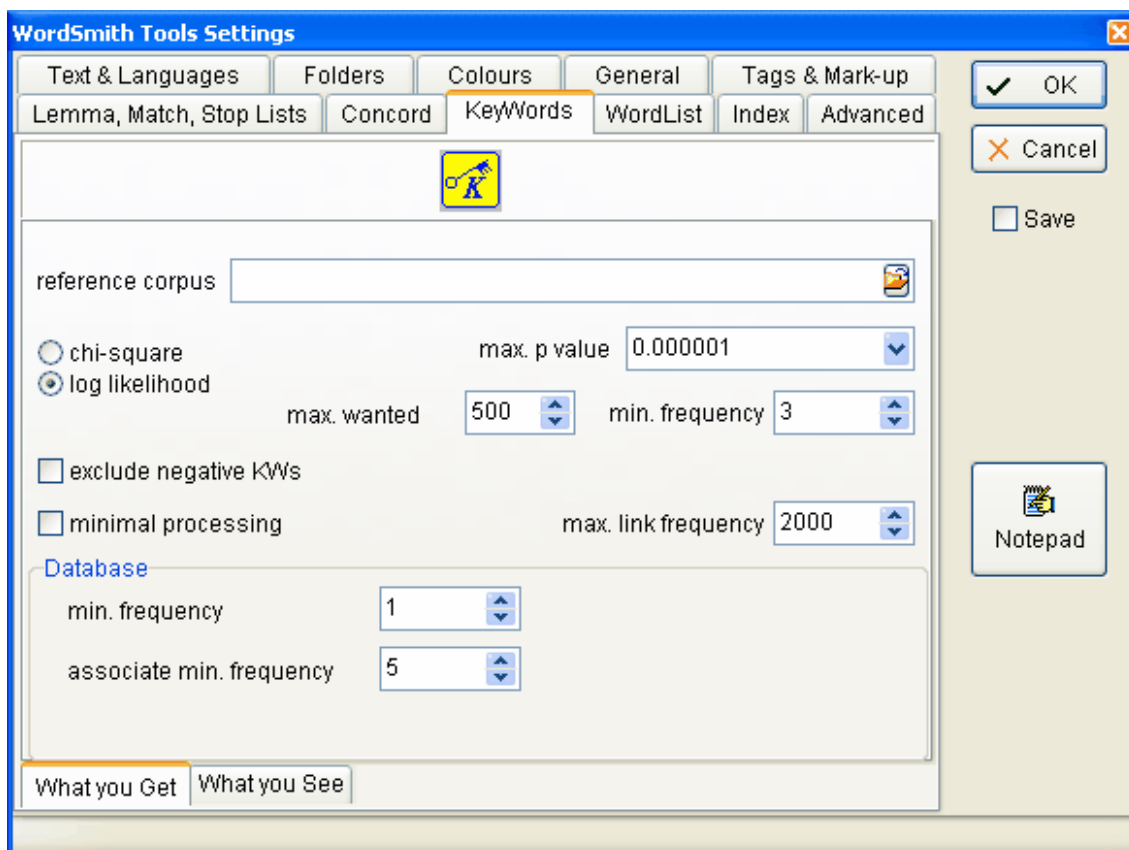 WordSmith Tools Settings
Text & Languages Folders Colours General Tags & Mark-up
Lemma, Match, Stop Lists Concord KeyWords WordList Index Advanced
OK
Cancel
Save
K
reference corpus
chi-square
max. p value 0.000001
log likelihood
max. wanted 500 min. frequency 3
exclude negative KWs
minimal processing max. link frequency 2000
Notepad
Database
min. frequency 1
associate min. frequency 5
What you Get What you See